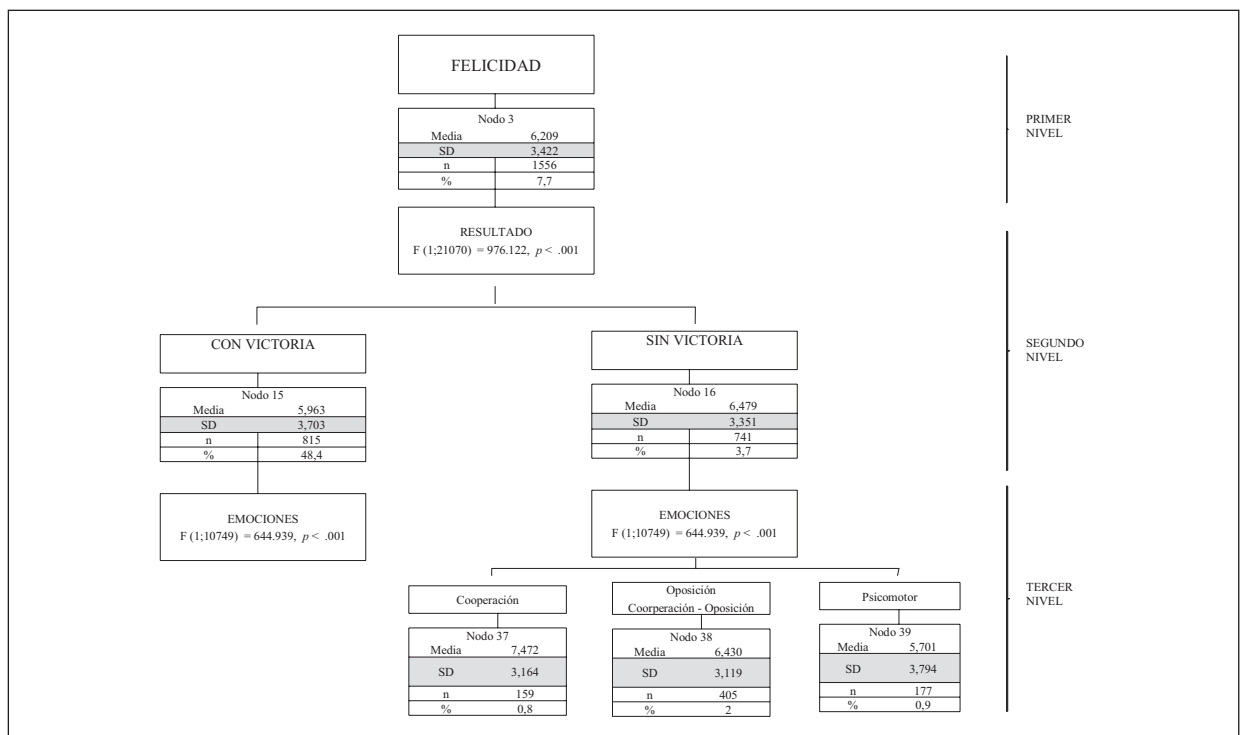 FELICIDAD
Nodo 3
Media 6,209
SD 3,422
n 1556
% 7,7
PRIMER
NIVEL
RESULTADO
F (1;21070) = 976.122, p < .001
CON VICTORIA
Nodo 15
Media 5,963
SD 3,703
n 815
% 48,4
SIN VICTORIA
Nodo 16
Media 6,479
SD 3,351
n 741
% 3,7
SEGUNDO
NIVEL
EMOCIONES
F (1;10749) = 644.939, p < .001
EMOCIONES
F (1;10749) = 644.939, p < .001
Cooperación
Nodo 37
Media 7,472
SD 3,164
n 159
% 0,8
Oposición
Coorperación - Oposición
Nodo 38
Media 6,430
SD 3,119
n 405
% 2
Psicomotor
Nodo 39
Media 5,701
SD 3,794
n 177
% 0,9
TERCER
NIVEL